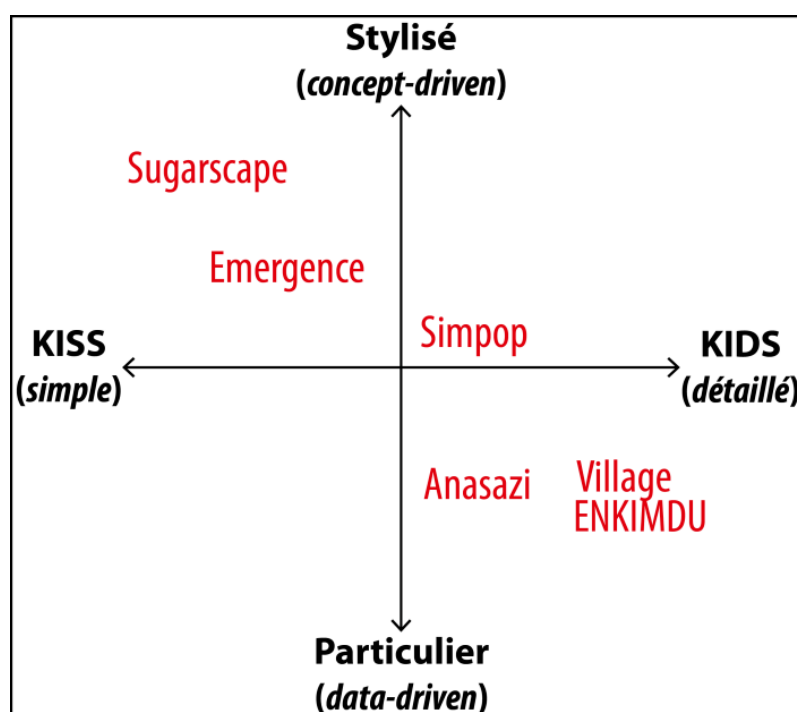 Stylisé
(concept-driven)
Sugarscape
Emergence
Simpop
KISS
(simple)
KIDS
(détaillé)
Anasazi
Village
ENKIMDU
Particulier
(data-driven)